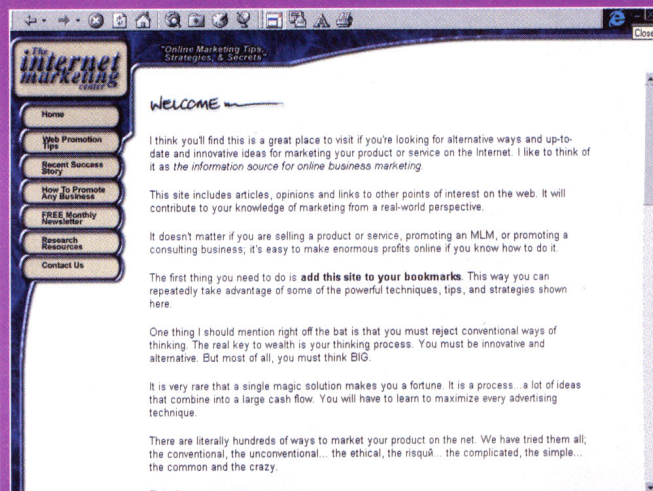 Close
The
internet
marketing
center
"Online Marketing Tips,
Strategies, & Secrets"
Home
Web Promotion
Tips
Recent Success
Story
How To Promote
Any Business
FREE Monthly
Newsletter
Research
Resources
Contact Us
WELCOME
I think you'll find this is a great place to visit if you're looking for alternative ways and up-to-
date and innovative ideas for marketing your product or service on the Internet. I like to think of
it as the information source for online business marketing.
This site includes articles, opinions and links to other points of interest on the web. It will
contribute to your knowledge of marketing from a real-world perspective.
It doesn't matter if you are selling a product or service, promoting an MLM, or promoting a
consulting business; it's easy to make enormous profits online if you know how to do it.
The first thing you need to do is add this site to your bookmarks. This way you can
repeatedly take advantage of some of the powerful techniques, tips, and strategies shown
here.
One thing I should mention right off the bat is that you must reject conventional ways of
thinking. The real key to wealth is your thinking process. You must be innovative and
alternative. But most of all, you must think BIG.
It is very rare that a single magic solution makes you a fortune. It is a process...a lot of ideas
that combine into a large cash flow. You will have to learn to maximize every advertising
technique.
There are literally hundreds of ways to market your product on the net. We have tried them all;
the conventional, the unconventional... the ethical, the risquй... the complicated, the simple...
the common and the crazy.